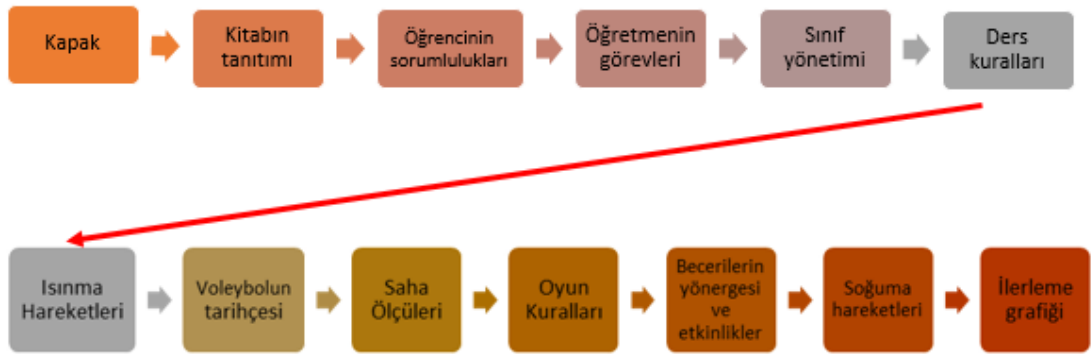 Kapak
Kitabın
tanıtımı
Öğrencinin
sorumlulukları
Öğretmenin
görevleri
Sınıf
yönetimi
Ders
kuralları
Isınma
Hareketleri
Voleybolun
tarihçesi
Saha
Ölçüleri
Oyun
Kuralları
Becerilerin
yönergesi
ve
etkinlikler
Soğuma
hareketleri
İlerleme
grafiği